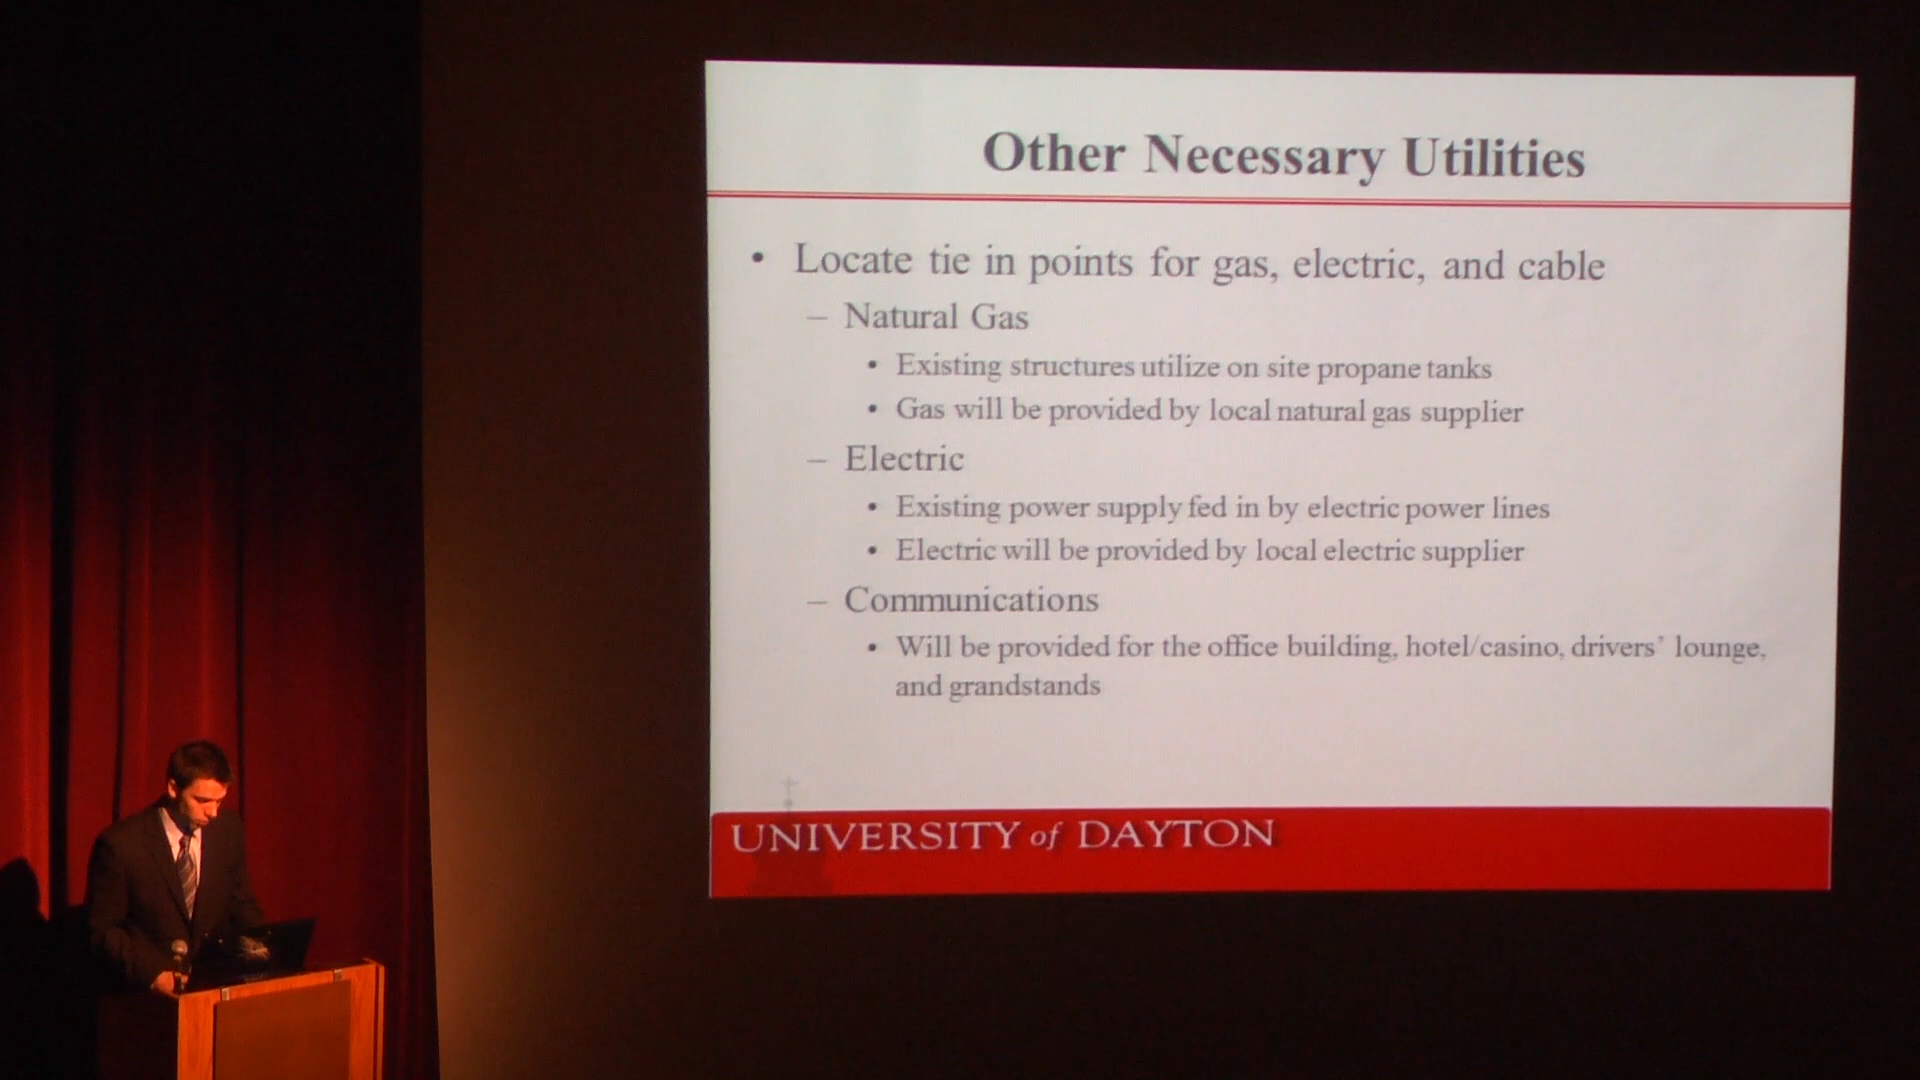 Other Necessary Utilities
• Locate tie in points for gas, electric, and cable
– Natural Gas
• Existing structures utilize on site propane tanks
• Gas will be provided by local natural gas supplier
– Electric
• Existing power supply fed in by electric power lines
• Electric will be provided by local electric supplier
– Communications
• Will be provided for the office building, hotel/casino, drivers’ lounge,
and grandstands
UNIVERSITY of DAYTON